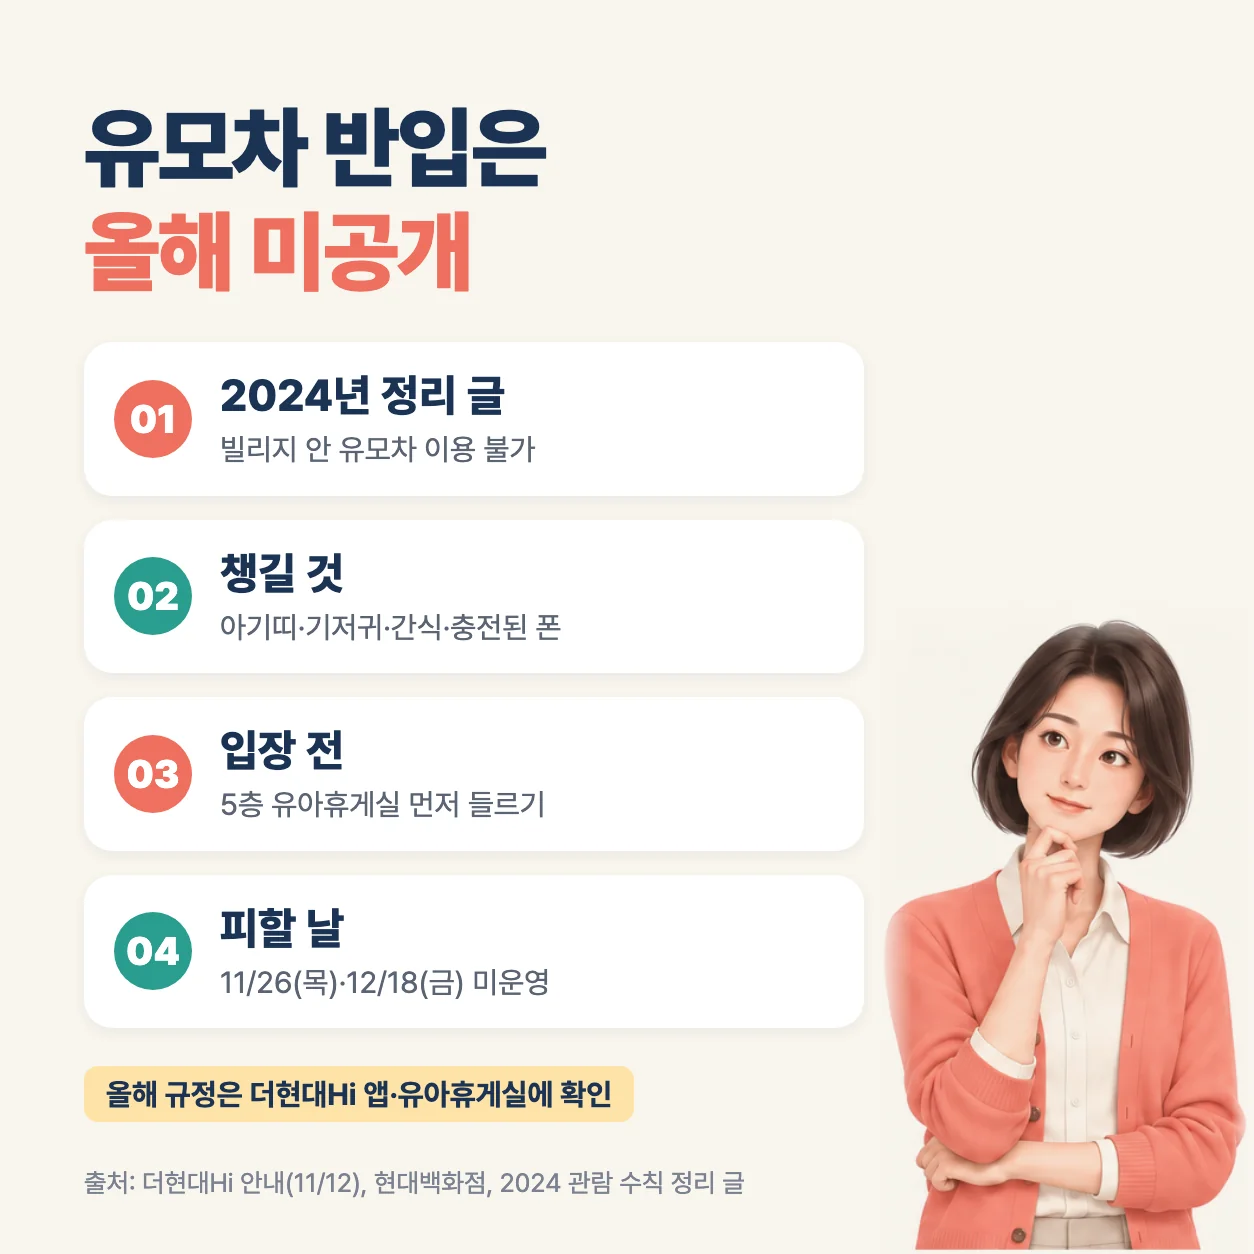 유모차 반입은
올해 미공개
01
2024년 정리 글
빌리지 안 유모차 이용 불가
02
챙길 것
아기띠·기저귀·간식·충전된 폰
03
입장 전
5층 유아휴게실 먼저 들르기
04
피할 날
11/26(목)·12/18(금) 미운영
올해 규정은 더현대Hi 앱·유아휴게실에 확인
출처: 더현대Hi 안내(11/12), 현대백화점, 2024 관람 수칙 정리 글